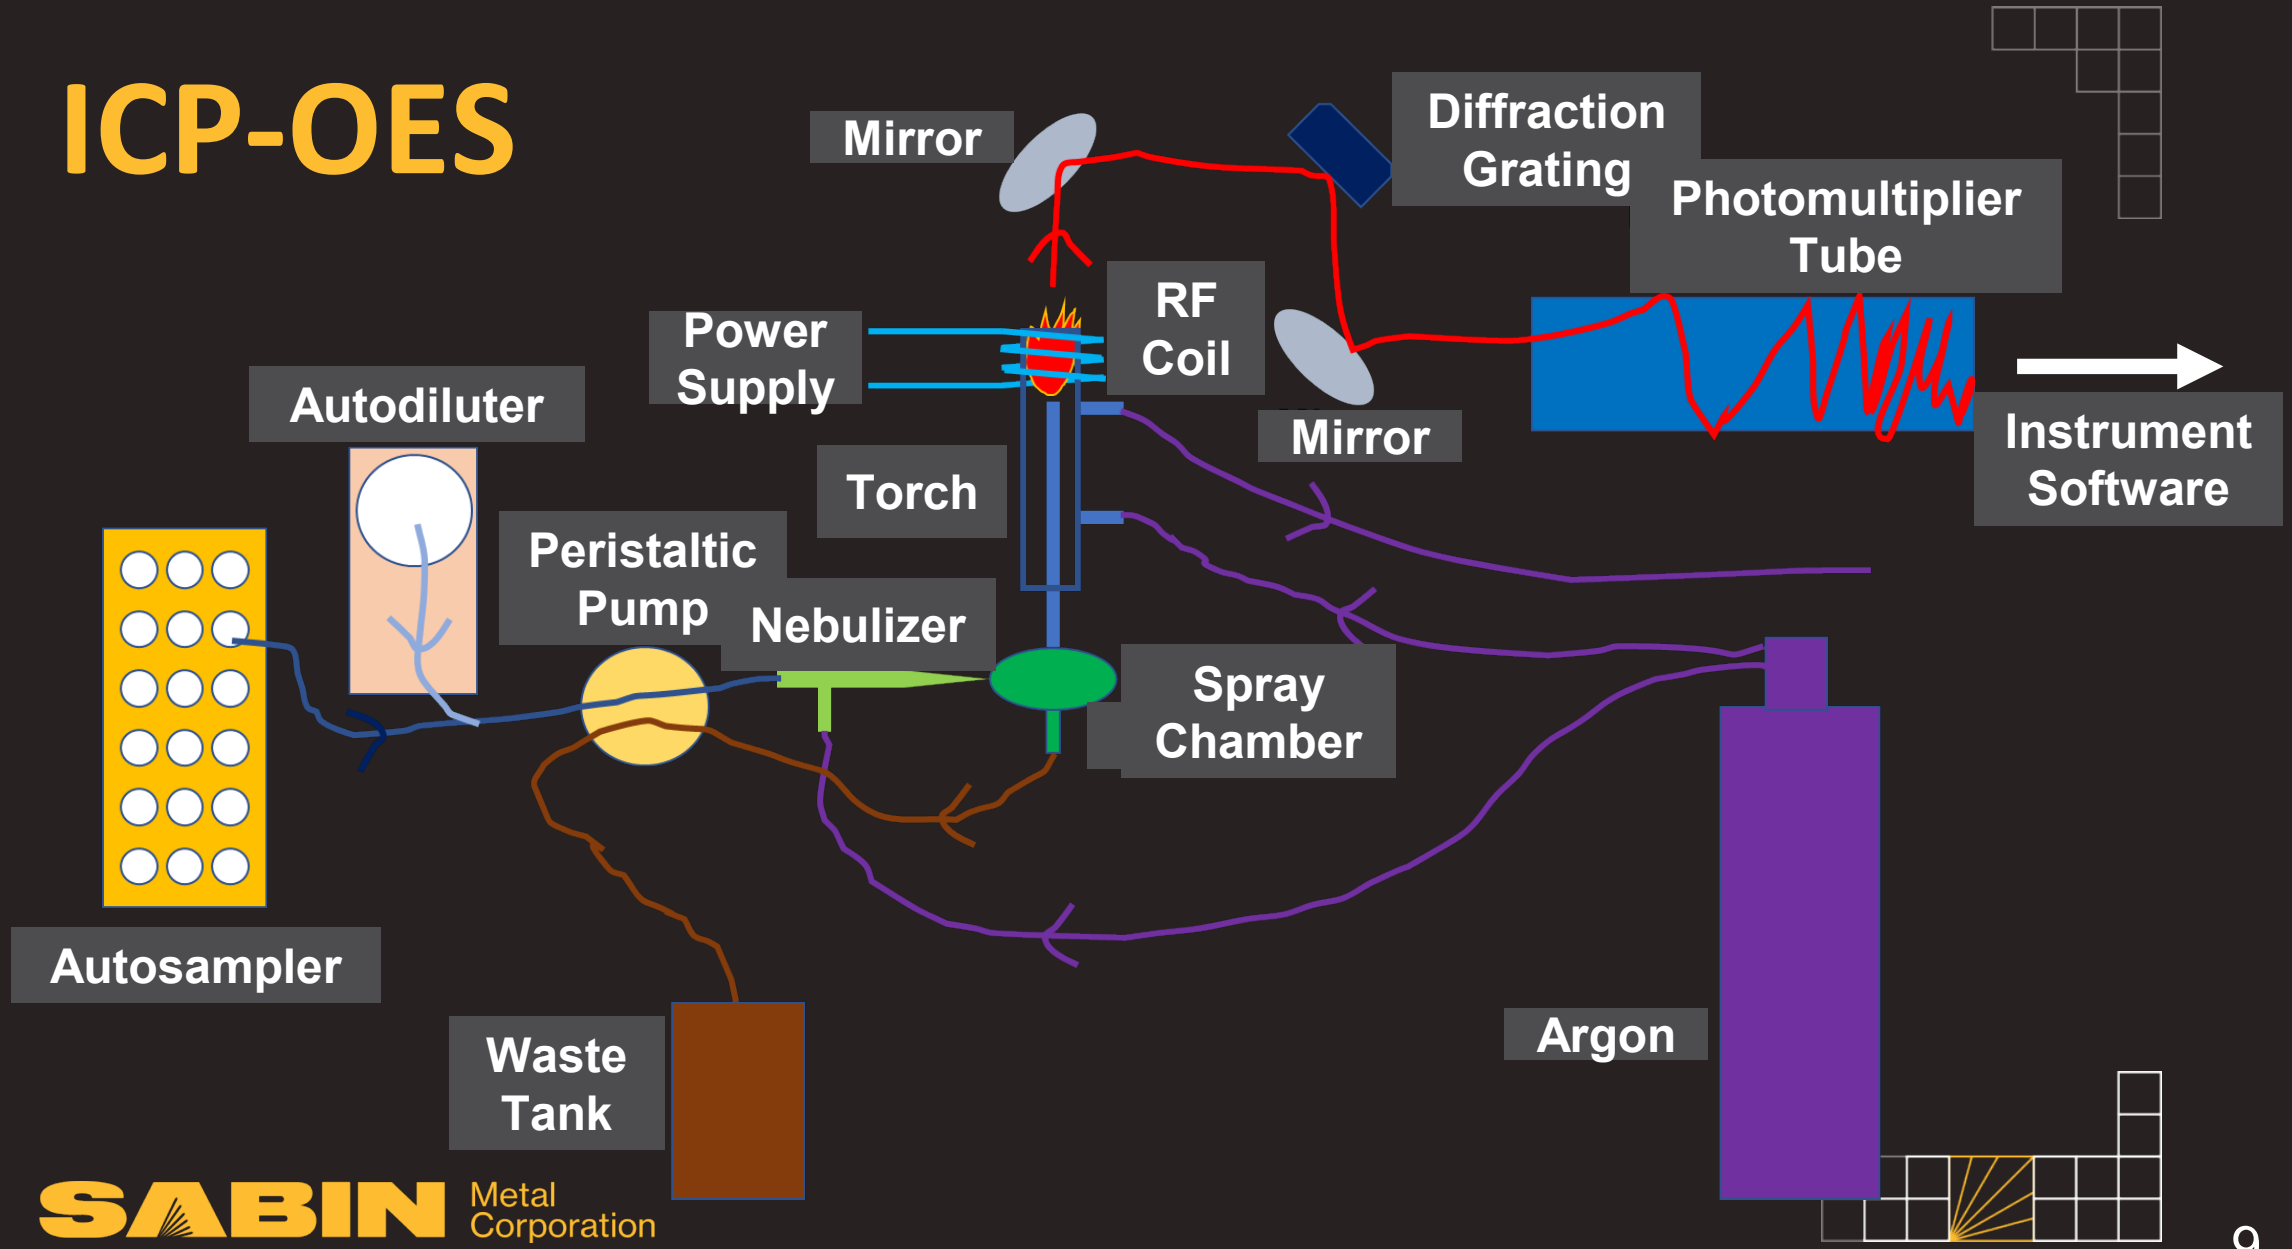 ICP-OES
Mirror
Diffraction
Grating
Photomultiplier
Tube
RF
Coil
Power
Supply
Autodiluter
Mirror
Instrument
Software
Torch
Peristaltic
Pump
Nebulizer
Spray
Chamber
Autosampler
Argon
Waste
Tank
SABIN
Metal
Corporation
9